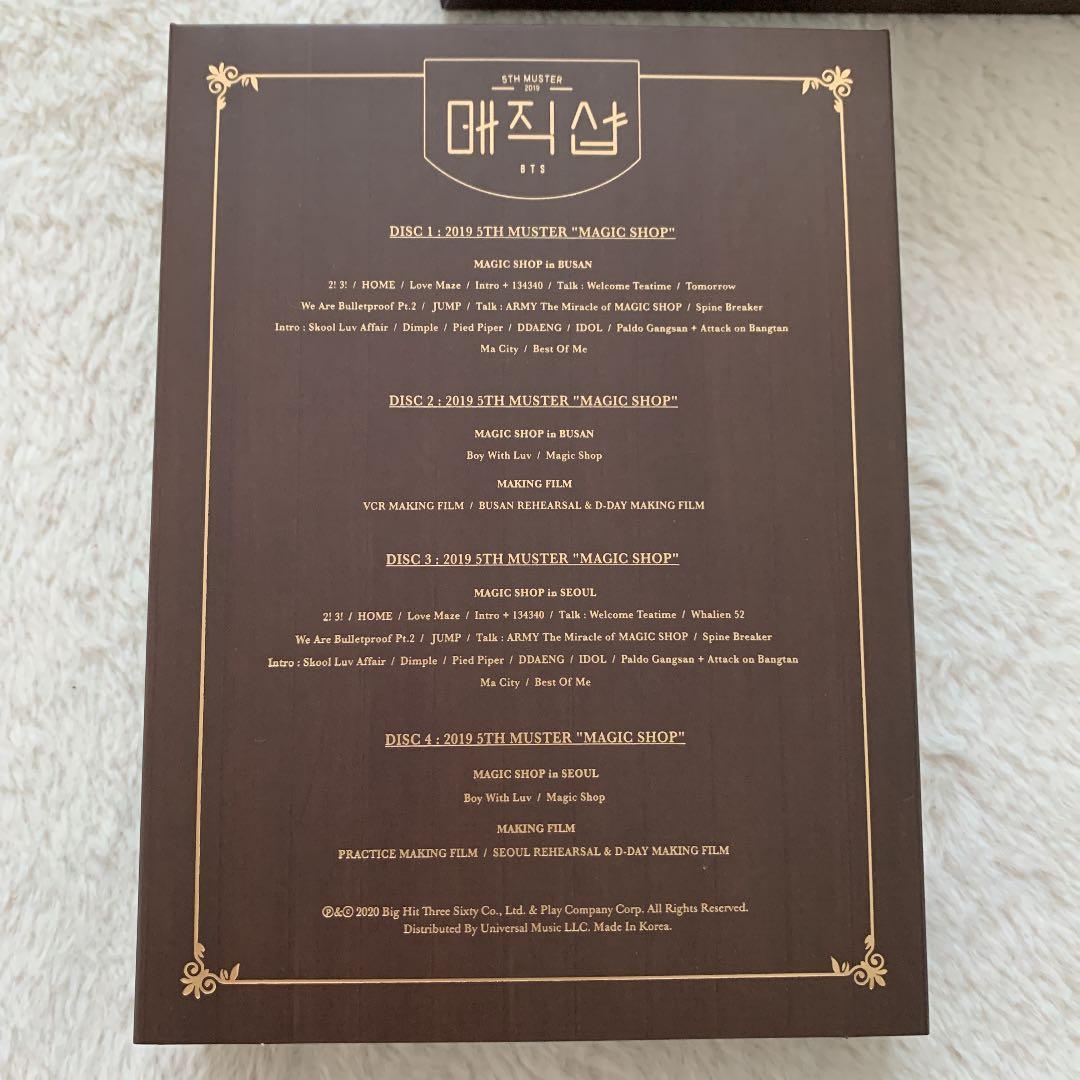 5TH MUSTER
2019
매직샵
BTS
DISC 1 : 2019 5TH MUSTER "MAGIC SHOP"
MAGIC SHOP in BUSAN
2! 3! / HOME / Love Maze / Intro + 134340 / Talk : Welcome Teatime / Tomorrow
We Are Bulletproof Pt.2 / JUMP / Talk : ARMY The Miracle of MAGIC SHOP / Spine Breaker
Intro : Skool Luv Affair / Dimple / Pied Piper / DDAENG / IDOL / Paldo Gangsan + Attack on Bangtan
Ma City / Best Of Me
DISC 2 : 2019 5TH MUSTER "MAGIC SHOP"
MAGIC SHOP in BUSAN
Boy With Luv / Magic Shop
MAKING FILM
VCR MAKING FILM / BUSAN REHEARSAL & D-DAY MAKING FILM
DISC 3 : 2019 5TH MUSTER "MAGIC SHOP"
MAGIC SHOP in SEOUL
2! 3! / HOME / Love Maze / Intro + 134340 / Talk : Welcome Teatime / Whalien 52
We Are Bulletproof Pt.2 / JUMP / Talk : ARMY The Miracle of MAGIC SHOP / Spine Breaker
Intro : Skool Luv Affair / Dimple / Pied Piper / DDAENG / IDOL / Paldo Gangsan + Attack on Bangtan
Ma City / Best Of Me
DISC 4 : 2019 5TH MUSTER "MAGIC SHOP"
MAGIC SHOP in SEOUL
Boy With Luv / Magic Shop
MAKING FILM
PRACTICE MAKING FILM / SEOUL REHEARSAL & D-DAY MAKING FILM
℗&© 2020 Big Hit Three Sixty Co., Ltd. & Play Company Corp. All Rights Reserved.
Distributed By Universal Music LLC. Made In Korea.